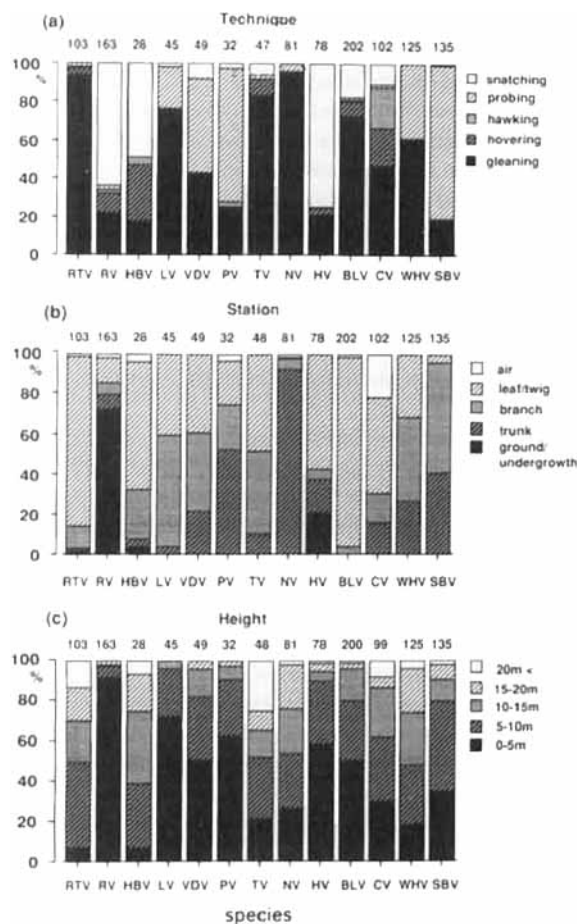 (a) Technique
103 163 28 45 49 32 47 81 78 202 102 125 135
100
%
80
60
40
20
0
snatching
probing
hawking
hovering
gleaning
RTV RV HBV LV VDV PV TV NV HV BLV CV WHV SBV
(b) Station
103 163 28 45 49 32 48 81 78 202 102 125 135
100
%
80
60
40
20
0
air
leaf/twig
branch
trunk
ground/
undergrowth
RTV RV HBV LV VDV PV TV NV HV BLV CV WHV SBV
(c) Height
103 163 28 45 49 32 48 81 78 200 99 125 135
100
%
80
60
40
20
0
20m <
15-20m
10-15m
5-10m
0-5m
RTV RV HBV LV VDV PV TV NV HV BLV CV WHV SBV
species